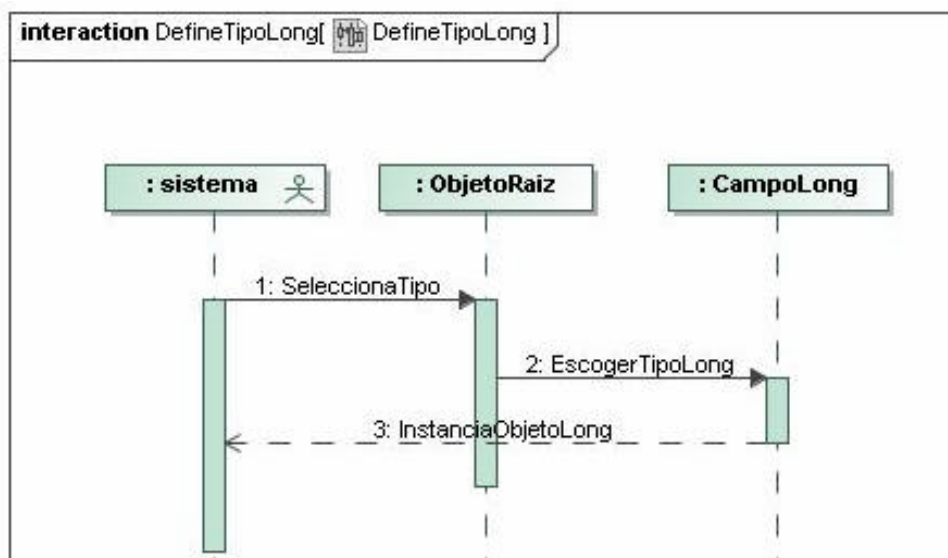 interaction DefineTipoLong[ DefineTipoLong ]
: sistema
: ObjetoRaiz
: CampoLong
1: SeleccionaTipo
2: EscogerTipoLong
3: InstanciaObjetoLong